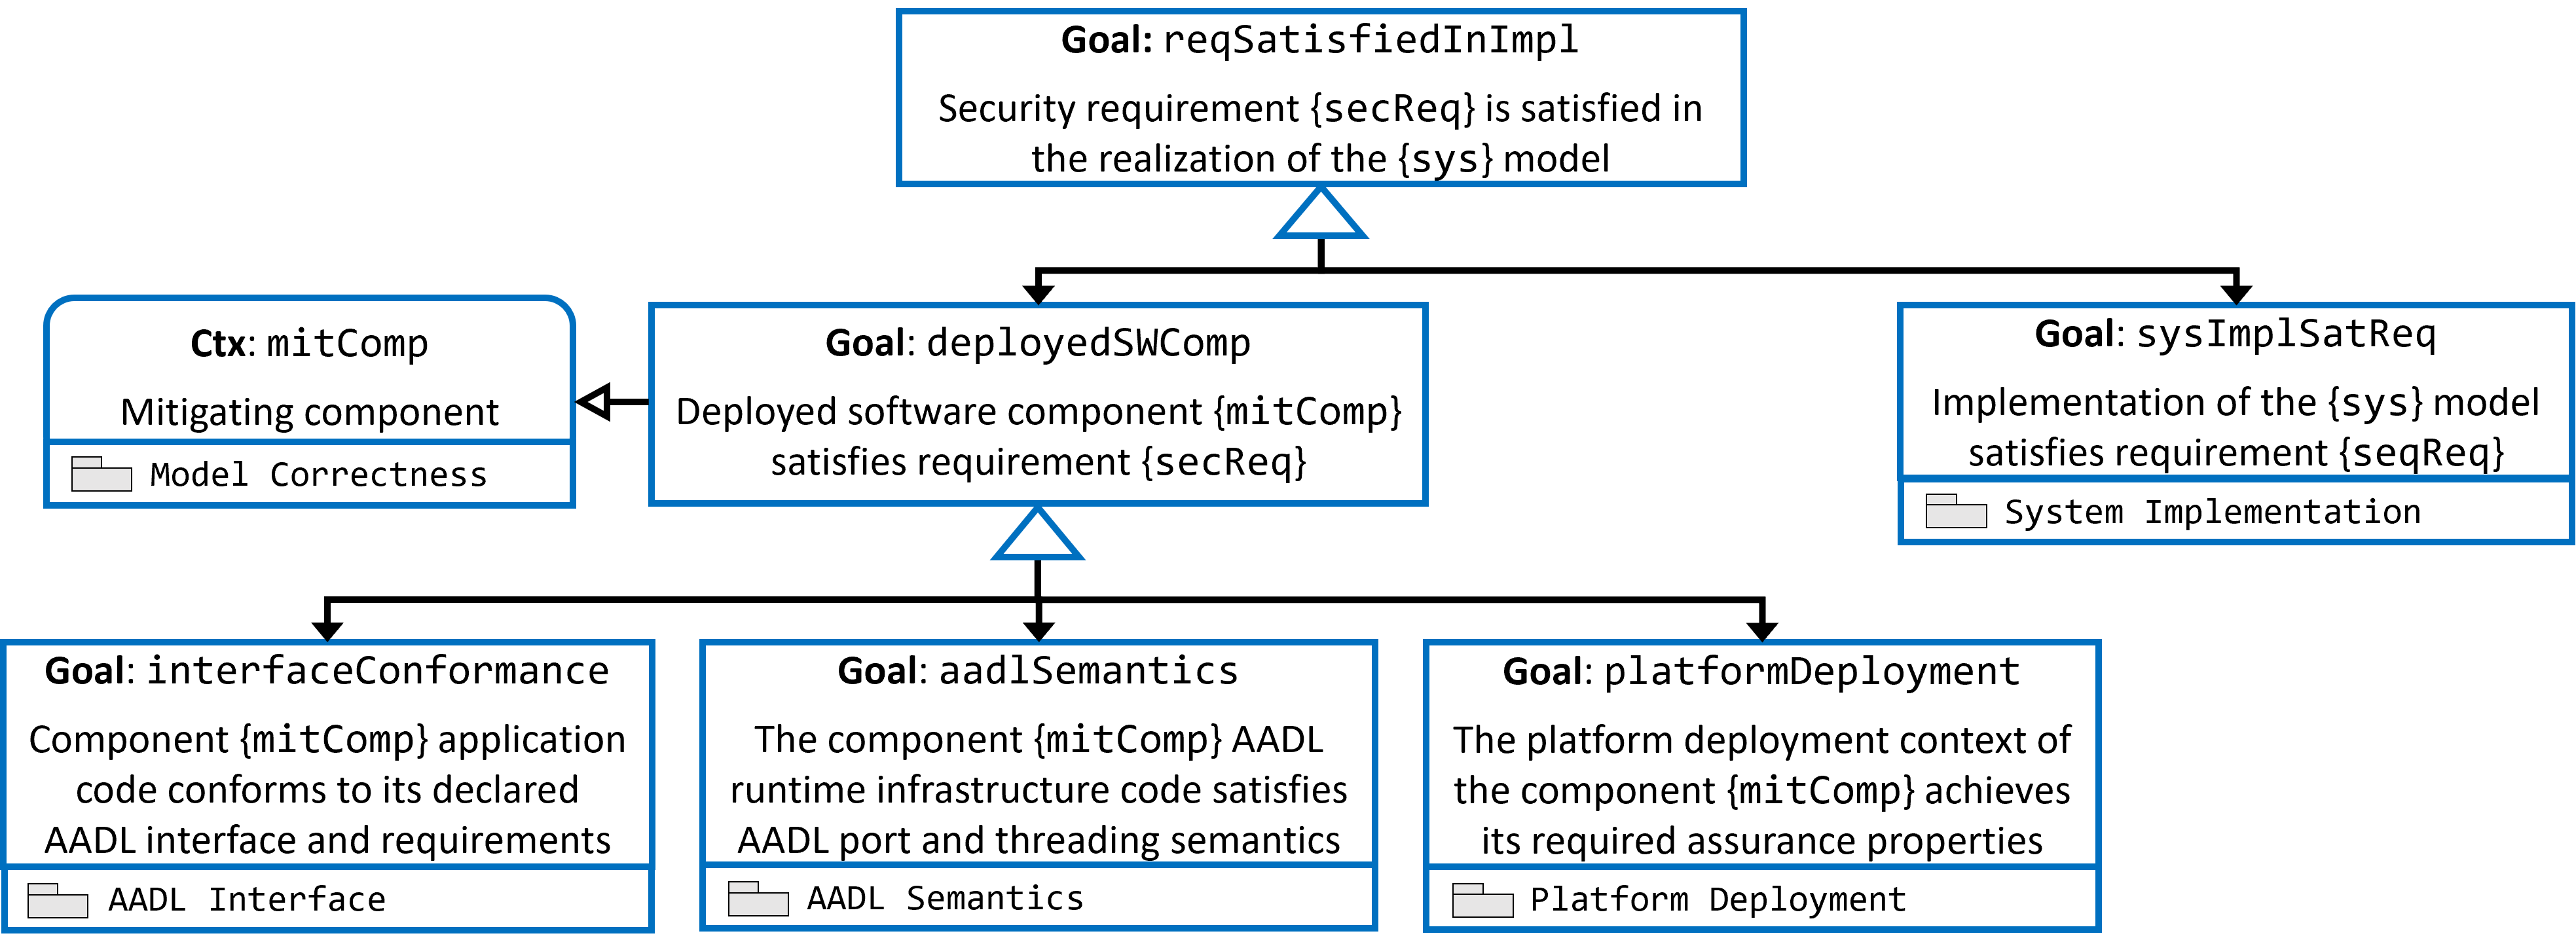 Goal: reqSatisfiedInImpl
Security requirement {secReq} is satisfied in
the realization of the {sys} model
Ctx: mitComp
Mitigating component
Model Correctness
Goal: deployedSWComp
Deployed software component {mitComp}
satisfies requirement {secReq}
Goal: sysImplSatReq
Implementation of the {sys} model
satisfies requirement {seqReq}
System Implementation
Goal: interfaceConformance
Component {mitComp} application
code conforms to its declared
AADL interface and requirements
AADL Interface
Goal: aadlSemantics
The component {mitComp} AADL
runtime infrastructure code satisfies
AADL port and threading semantics
AADL Semantics
Goal: platformDeployment
The platform deployment context of
the component {mitComp} achieves
its required assurance properties
Platform Deployment